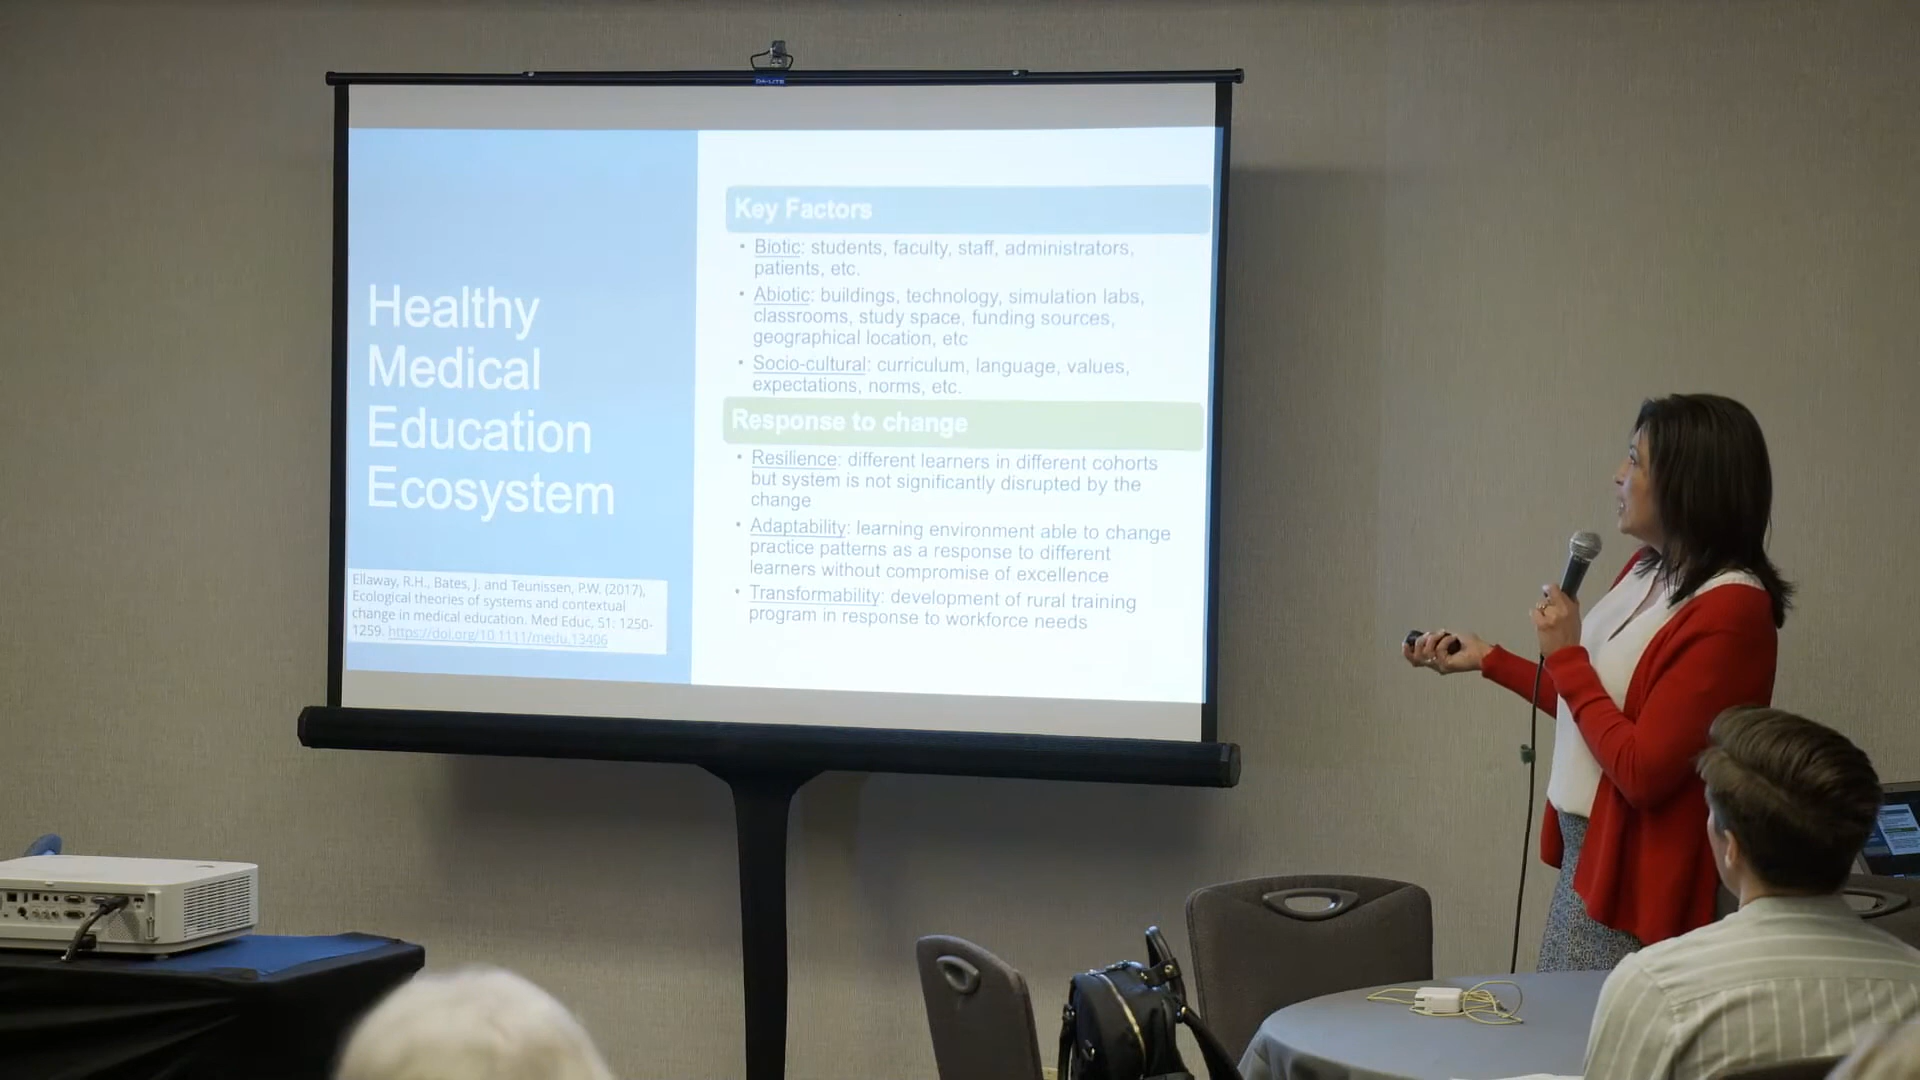 DA-LITE
Healthy
Medical
Education
Ecosystem
Ellaway, R.H., Bates, J. and Teunissen, P.W. (2017),
Ecological theories of systems and contextual
change in medical education. Med Educ, 51: 1250-
1259. https://doi.org/10.1111/medu.13406
Key Factors
• Biotic: students, faculty, staff, administrators,
patients, etc.
• Abiotic: buildings, technology, simulation labs,
classrooms, study space, funding sources,
geographical location, etc
• Socio-cultural: curriculum, language, values,
expectations, norms, etc.
Response to change
• Resilience: different learners in different cohorts
but system is not significantly disrupted by the
change
• Adaptability: learning environment able to change
practice patterns as a response to different
learners without compromise of excellence
• Transformability: development of rural training
program in response to workforce needs